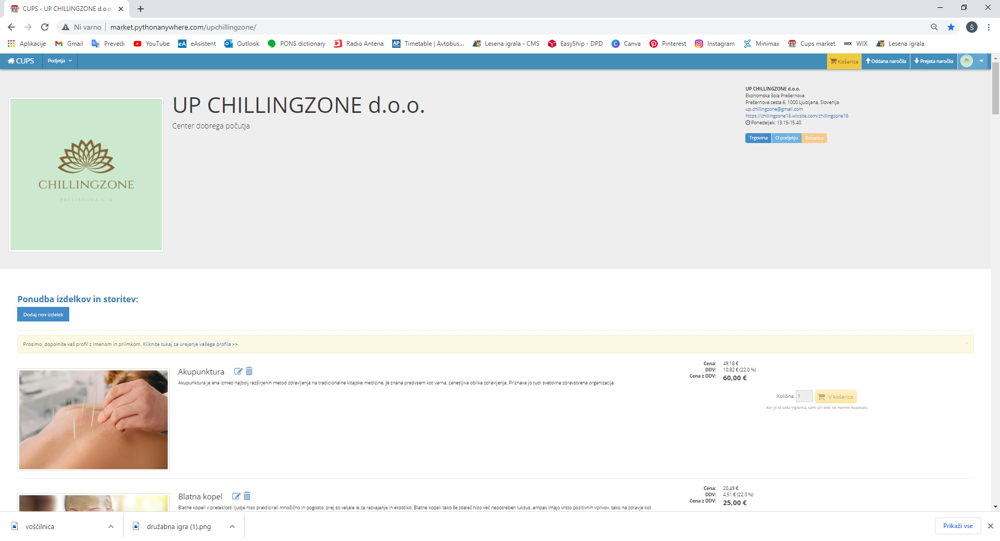 CUPS - UP CHILLINGZONE d.o.o.
Ni varno market.pythonanywhere.com/upchillingzone/
Š
Aplikacije Gmail Prevedi YouTube eAsistent Outlook PONS dictionary Radio Antena Timetable | Avtobus... Lesena igrala - CMS EasyShip - DPD Canva Pinterest Instagram Minimax Cups market WIX WIX Lesena igrala
CUPS Podjetja Košarica Oddana naročila Prejeta naročila
CHILLINGZONE
PREŠERNOVA C. 6
UP CHILLINGZONE d.o.o.
Center dobrega počutja
UP CHILLINGZONE d.o.o.
Ekonomska šola Prešernova
Prešernova cesta 6, 1000 Ljubljana, Slovenija
up.chillingzone@gmail.com
https://chillingzone16.wixsite.com/chillingzone16
Ponedeljek: 13.15-15.40
Trgovina O podjetju Košarica
Ponudba izdelkov in storitev:
Dodaj nov izdelek
Prosimo, dopolnite vaš profil z imenom in priimkom. Kliknite tukaj za urejanje vašega profila >>
Akupunktura
Akupunktura je ena izmed najbolj razširjenih metod zdravljenja na tradicionalne kitajske medicine. Je znana predvsem kot varna, zanesljiva oblika zdravljenja. Priznava jo tudi svetovna zdravstvena organizacija.
Cena: 49,18 €
DDV: 10,82 € (22,0 %)
Cena z DDV: 60,00 €
Količina: 1 V košarico
Ker je to vaša trgovina, sami pri sebi ne morete kupovati.
Blatna kopel
Blatne kopeli v preteklosti ljudje niso prakticirali množično in pogosto, prej so veljale le za razvajanje in eksotiko. Blatne kopeli tako še zdaleč niso več nepotreben luksus, ampak imajo vrsto pozitivnih vplivov, tako na zdravje kot
Cena: 20,49 €
DDV: 4,51 € (22,0 %)
Cena z DDV: 25,00 €
voščilnica
družabna igra (1).png
Prikaži vse